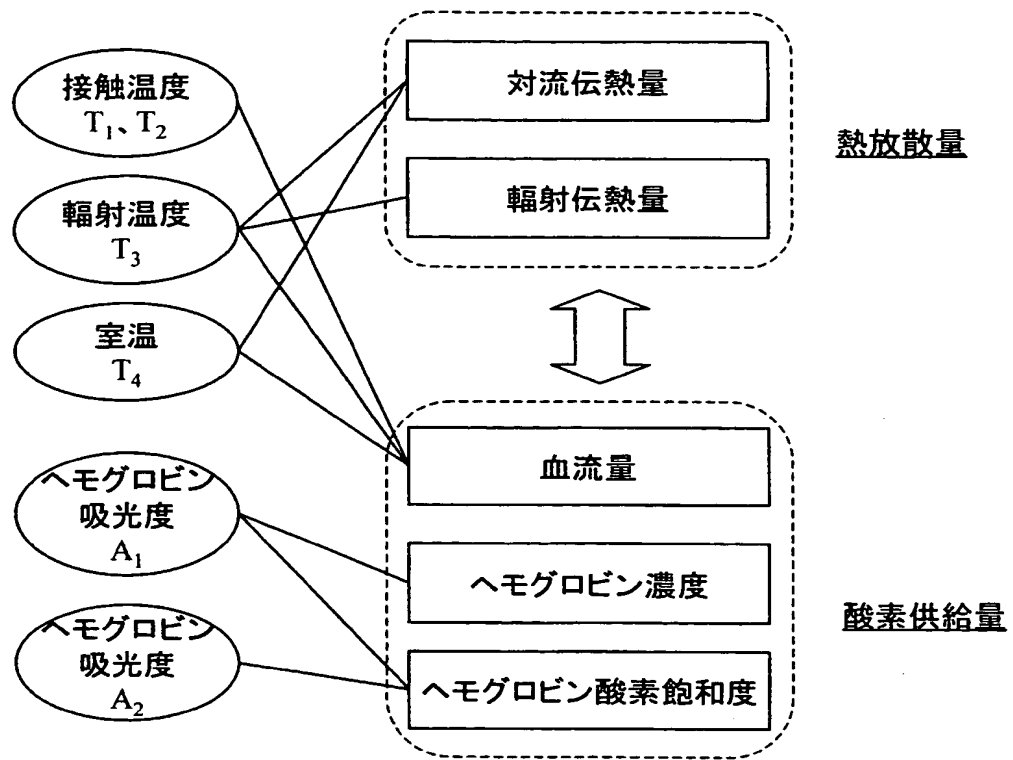 接触温度
T₁、T₂
輻射温度
T₃
室温
T₄
ヘモグロビン
吸光度
A₁
ヘモグロビン
吸光度
A₂
対流伝熱量
輻射伝熱量
熱放散量
血流量
ヘモグロビン濃度
ヘモグロビン酸素飽和度
酸素供給量